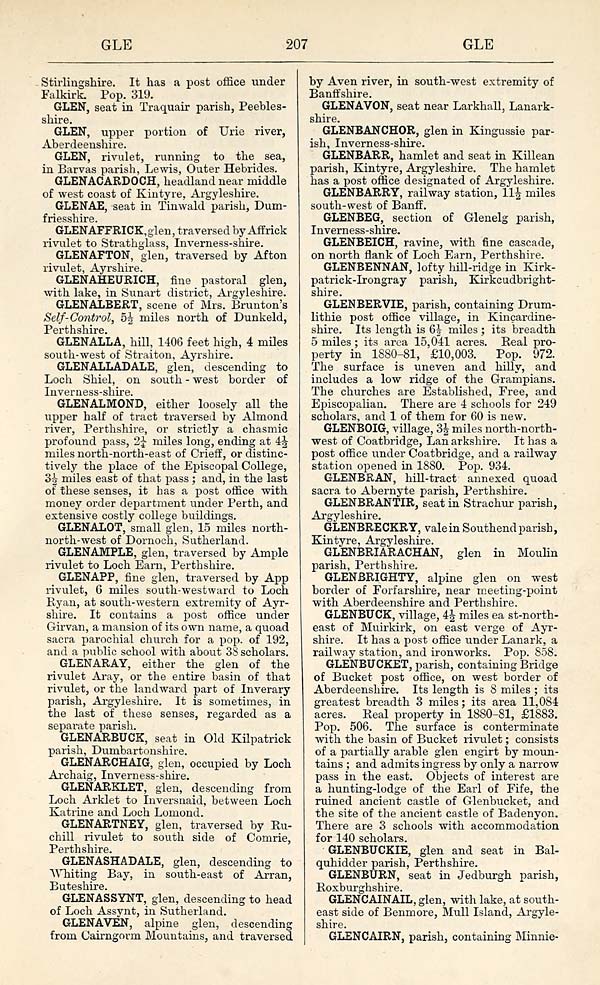 GLE 207 GLE
Stirlingshire. It has a post office under
Falkirk. Pop. 319.
GLEN, seat in Traquair parish, Peebles-
shire.
GLEN, upper portion of Urie river,
Aberdeenshire.
GLEN, rivulet, running to the sea,
in Barvas parish, Lewis, Outer Hebrides.
GLENACARDOCH, headland near middle
of west coast of Kintyre, Argyleshire.
GLENAE, seat in Tinwald parish, Dum-
friesshire.
GLENAFFRICK, glen, traversed by Affrick
rivulet to Strathglass, Inverness-shire.
GLENAFTON, glen, traversed by Afton
rivulet, Ayrshire.
GLENAHEURICH, fine pastoral glen,
with lake, in Sunart district, Argyleshire.
GLENALBERT, scene of Mrs. Brunton's
Self-Control, 5½ miles north of Dunkeld,
Perthshire.
GLENALLA, hill, 1406 feet high, 4 miles
south-west of Straiton, Ayrshire.
GLENALLADALE, glen, descending to
Loch Shiel, on south-west border of
Inverness-shire.
GLENALMOND, either loosely all the
upper half of tract traversed by Almond
river, Perthshire, or strictly a chasmic
profound pass, 2¼ miles long, ending at 4½
miles north-north-east of Crieff, or distinc-
tively the place of the Episcopal College,
3½ miles east of that pass; and, in the last
of these senses, it has a post office with
money order department under Perth, and
extensive costly college buildings.
GLENALOT, small glen, 15 miles north-
north-west of Dornoch, Sutherland.
GLENAMPLE, glen, traversed by Ample
rivulet to Loch Earn, Perthshire.
GLENAPP, fine glen, traversed by App
rivulet, 6 miles south-westward to Loch
Ryan, at south-western extremity of Ayr-
shire. It contains a post office under
Girvan, a mansion of its own name, a quoad
sacra parochial church for a pop. of 192,
and a public school with about 38 scholars.
GLENARAY, either the glen of the
rivulet Aray, or the entire basin of that
rivulet, or the landward part of Inverary
parish, Argyleshire. It is sometimes, in
the last of these senses, regarded as a
separate parish.
GLENARBUCK, seat in Old Kilpatrick
parish, Dumbartonshire.
GLENARCHAIG, glen, occupied by Loch
Archaig, Inverness-shire.
GLENARKLET, glen, descending from
Loch Arklet to Inversnaid, between Loch
Katrine and Loch Lomond.
GLENARTNEY, glen, traversed by Ru-
chill rivulet to south side of Comrie,
Perthshire.
GLENASHADALE, glen, descending to
Whiting Bay, in south-east of Arran,
Buteshire.
GLENASSYNT, glen, descending to head
of Loch Assynt, in Sutherland.
GLENAVEN, alpine glen, descending
from Cairngorm Mountains, and traversed
by Aven river, in south-west extremity of
Banffshire.
GLENAVON, seat near Larkhall, Lanark-
shire.
GLENBANCHOR, glen in Kingussie par-
ish, Inverness-shire.
GLENBARR, hamlet and seat in Killean
parish, Kintyre, Argyleshire. The hamlet
has a post office designated of Argyleshire.
GLENBARRY, railway station, 11½ miles
south-west of Banff.
GLENBEG, section of Glenelg parish,
Inverness-shire.
GLENBEICH, ravine, with fine cascade,
on north flank of Loch Earn, Perthshire.
GLENBENNAN, lofty hill-ridge in Kirk-
patrick-Irongray parish, Kirkcudbright-
shire.
GLENBERVIE, parish, containing Drum-
lithie post office village, in Kincardine-
shire. Its length is 6½ miles; its breadth
5 miles; its area 15,041 acres. Real pro-
perty in 1880-81, £10,003. Pop. 972.
The surface is uneven and hilly, and
includes a low ridge of the Grampians.
The churches are Established, Free, and
Episcopalian. There are 4 schools for 249
scholars, and 1 of them for 60 is new.
GLENBOIG, village, 3½ miles north-north-
west of Coatbridge, Lanarkshire. It has a
post office under Coatbridge, and a railway
station opened in 1880. Pop. 934.
GLENBRAN, hill-tract annexed quoad
sacra to Abernyte parish, Perthshire.
GLENBRANTIR, seat in Strachur parish,
Argyleshire.
GLENBRECKRY, vale in Southend parish,
Kintyre, Argyleshire.
GLENBRIARACHAN, glen in Moulin
parish, Perthshire.
GLENBRIGHTY, alpine glen on west
border of Forfarshire, near meeting-point
with Aberdeenshire and Perthshire.
GLENBUCK, village, 4½ miles ea st-north-
east of Muirkirk, on east verge of Ayr-
shire. It has a post office under Lanark, a
railway station, and ironworks. Pop. 858.
GLENBUCKET, parish, containing Bridge
of Bucket post office, on west border of
Aberdeenshire. Its length is 8 miles; its
greatest breadth 3 miles; its area 11,084
acres. Real property in 1880-81, £1883.
Pop. 506. The surface is conterminate
with the basin of Bucket rivulet; consists
of a partially arable glen engirt by moun-
tains; and admits ingress by only a narrow
pass in the east. Objects of interest are
a hunting-lodge of the Earl of Fife, the
ruined ancient castle of Glenbucket, and
the site of the ancient castle of Badenyon.
There are 3 schools with accommodation
for 140 scholars.
GLENBUCKIE, glen and seat in Bal-
quhidder parish, Perthshire.
GLENBURN, seat in Jedburgh parish,
Roxburghshire.
GLENCAINAIL, glen, with lake, at south-
east side of Benmore, Mull Island, Argyle-
shire.
GLENCAIRN, parish, containing Minnie-